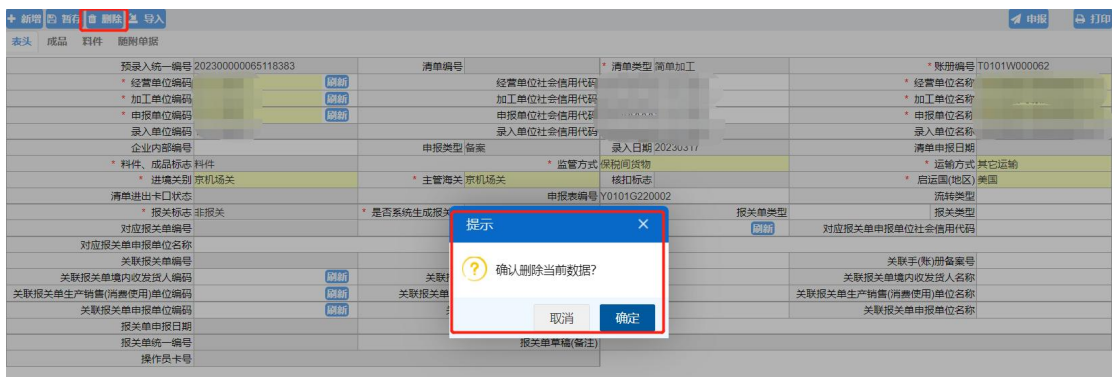 新增 暂存 删除 导入 申报 打印
表头 成品 料件 随附单据
预录入统一编号 202300000065118383 清单编号 * 清单类型 简单加工 * 账册编号 T0101W000062
* 经营单位编码 刷新 经营单位社会信用代码 * 经营单位名称
* 加工单位编码 刷新 加工单位社会信用代码 * 加工单位名称
* 申报单位编码 刷新 申报单位社会信用代码 * 申报单位名称
录入单位编码 录入单位社会信用代码 录入单位名称
企业内部编号 申报类型 备案 录入日期 20230317 清单申报日期
* 料件、成品标志 料件 * 监管方式 保税间货物 * 运输方式 其它运输
* 进境关别 京机场关 * 主管海关 京机场关 核扣标志 * 启运国(地区) 美国
清单进出卡口状态 申报表编号 Y0101G220002 流转类型
* 报关标志 非报关 * 是否系统生成报关 报关单类型 报关类型
对应报关单编号 刷新 对应报关单申报单位社会信用代码
对应报关单申报单位名称
关联报关单编号 关联手(账)册备案号
关联报关单境内收发货人编码 刷新 关联 关联报关单境内收发货人名称
关联报关单生产销售(消费使用)单位编码 刷新 关联报关单 关联报关单生产销售(消费使用)单位名称
关联报关单申报单位编码 刷新 关联报关单申报单位名称
报关单申报日期
报关单统一编号 报关单草稿(备注)
操作员卡号
提示
确认删除当前数据?
取消 确定